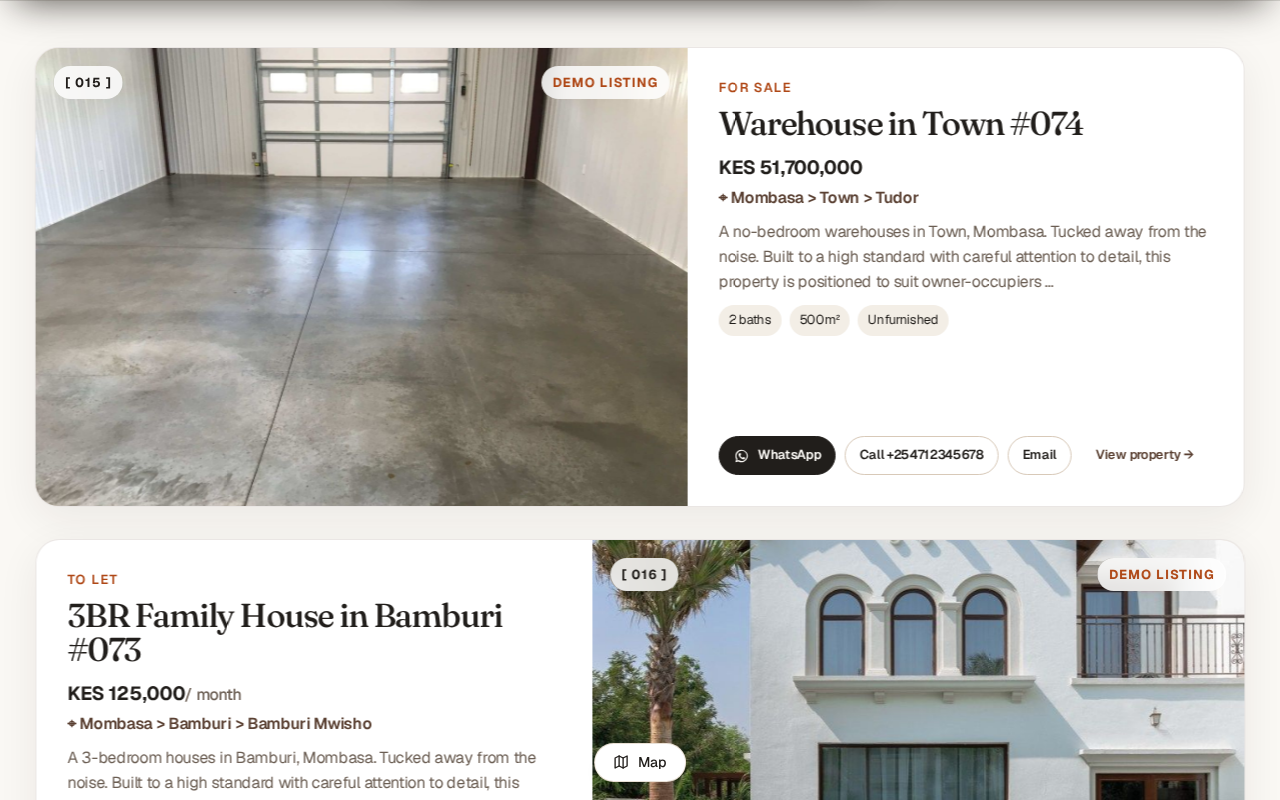 [ 015 ]
DEMO LISTING
FOR SALE
Warehouse in Town #074
KES 51,700,000
⌖ Mombasa > Town > Tudor
A no-bedroom warehouses in Town, Mombasa. Tucked away from the
noise. Built to a high standard with careful attention to detail, this
property is positioned to suit owner-occupiers ...
2 baths
500m²
Unfurnished
WhatsApp
Call +254712345678
Email
View property →
TO LET
3BR Family House in Bamburi
#073
KES 125,000/ month
⌖ Mombasa > Bamburi > Bamburi Mwisho
A 3-bedroom houses in Bamburi, Mombasa. Tucked away from the
noise. Built to a high standard with careful attention to detail, this
[ 016 ]
DEMO LISTING
Map